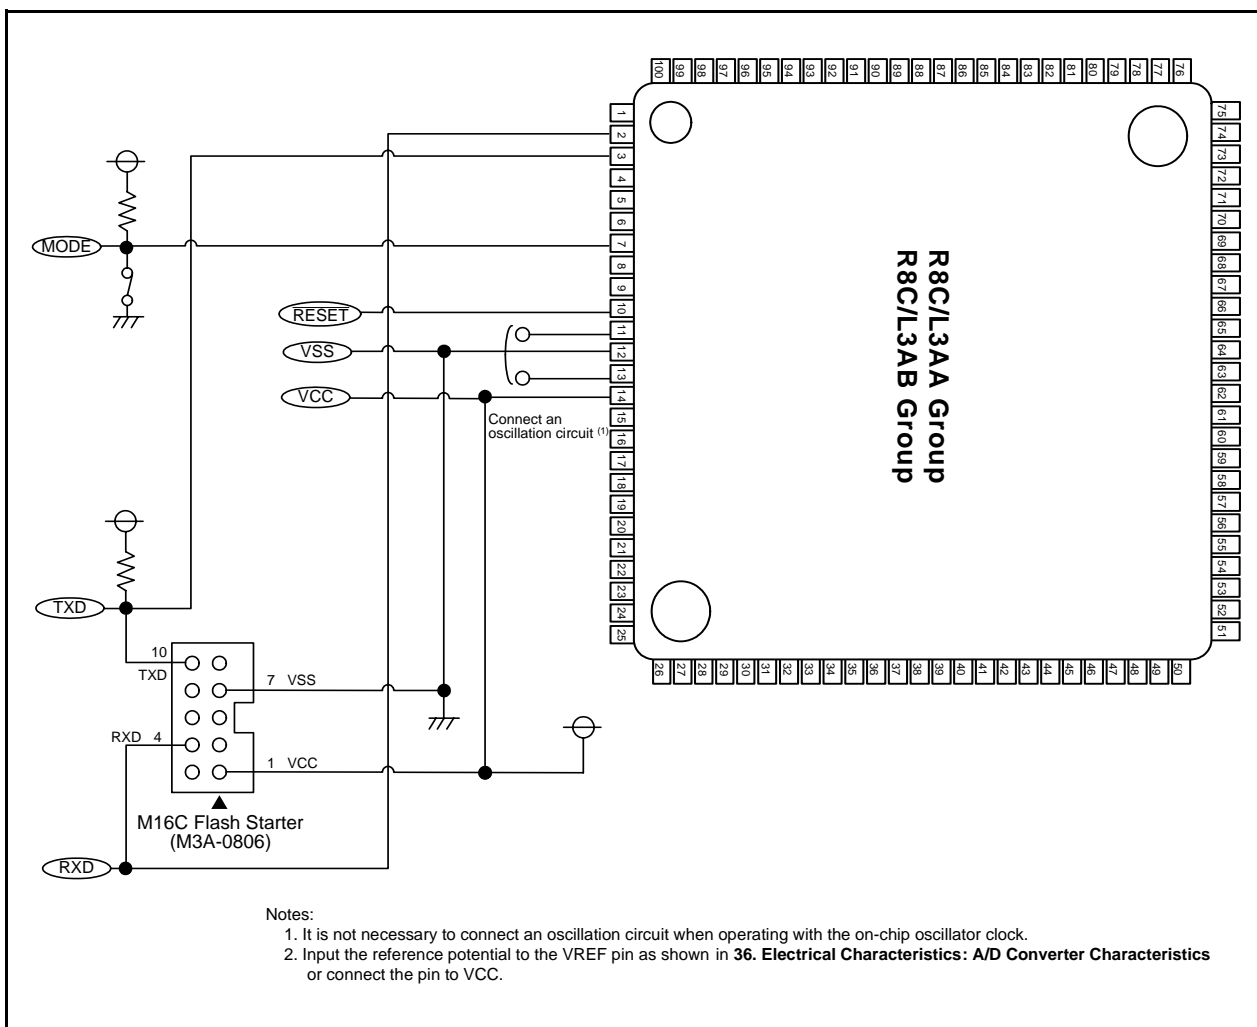 100 99 98 97 96 95 94 93 92 91 90 89 88 87 86 85 84 83 82 81 80 79 78 77 76
1
2
3
4
5
6
7
8
9
10
11
12
13
14
15
16
17
18
19
20
21
22
23
24
25
75
74
73
72
71
70
69
68
67
66
65
64
63
62
61
60
59
58
57
56
55
54
53
52
51
26 27 28 29 30 31 32 33 34 35 36 37 38 39 40 41 42 43 44 45 46 47 48 49 50
R8C/L3AA Group
R8C/L3AB Group
MODE
RESET
VSS
VCC
Connect an
oscillation circuit (1)
TXD
10
TXD
7 VSS
RXD 4
1 VCC
M16C Flash Starter
(M3A-0806)
RXD
Notes:
1. It is not necessary to connect an oscillation circuit when operating with the on-chip oscillator clock.
2. Input the reference potential to the VREF pin as shown in 36. Electrical Characteristics: A/D Converter Characteristics
or connect the pin to VCC.